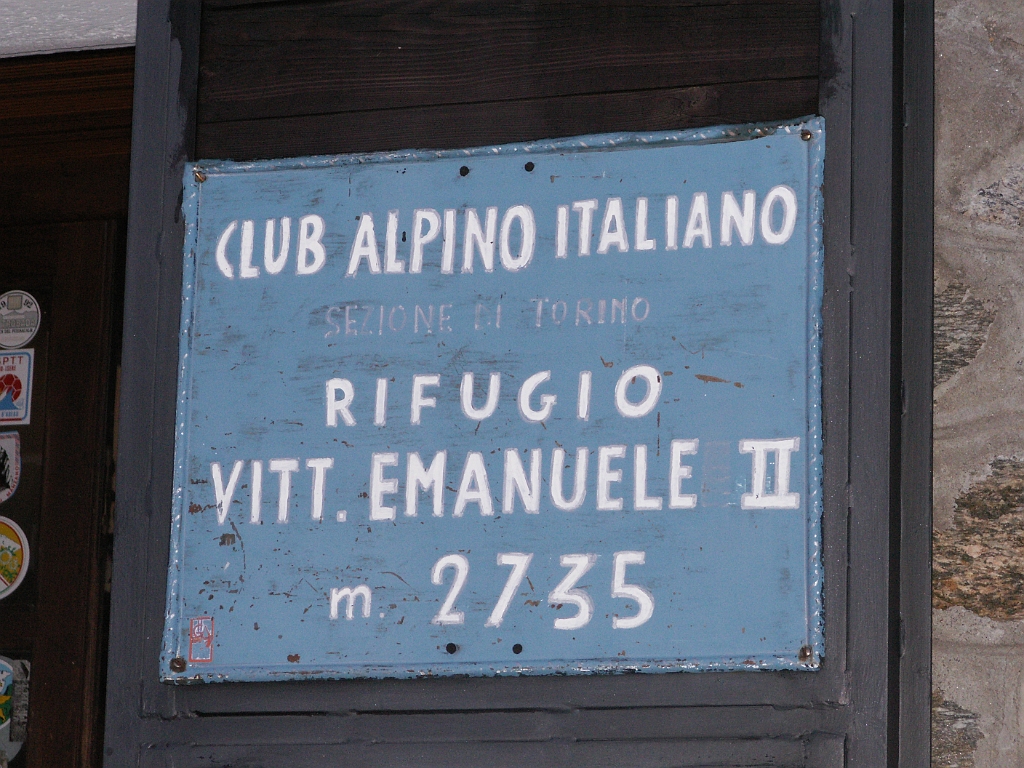 CLUB ALPINO ITALIANO
SEZIONE DI TORINO
RIFUGIO
VITT. EMANUELE II
m. 2735